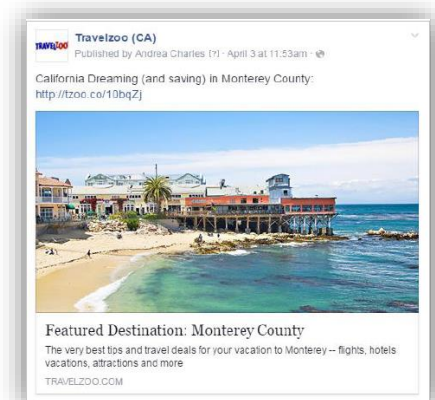 TRAVELZOO
Travelzoo (CA)
Published by Andrea Charles [?] · April 3 at 11:53am ·
California Dreaming (and saving) in Monterey County:
http://tzoo.co/10bqZj
Featured Destination: Monterey County
The very best tips and travel deals for your vacation to Monterey -- flights, hotels
vacations, attractions and more
TRAVELZOO.COM